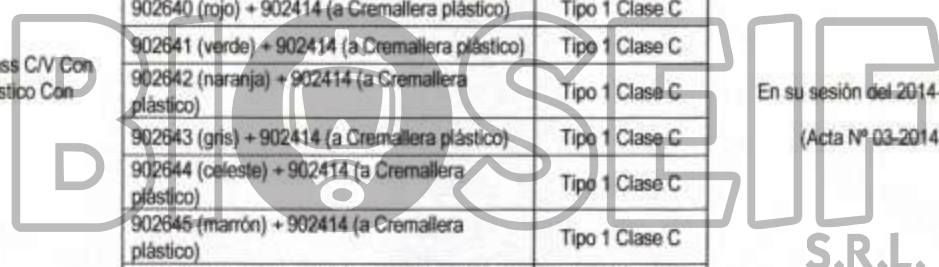 902640 (rojo) + 902414 (a Cremallera plástico) Tipo 1 Clase C
902641 (verde) + 902414 (a Cremallera plástico) Tipo 1 Clase C
ss C/V Con
stico Con
902642 (naranja) + 902414 (a Cremallera
plástico) Tipo 1 Clase C
En su sesión del 2014-
902643 (gris) + 902414 (a Cremallera plástico) Tipo 1 Clase C
(Acta Nº 03-2014
902644 (celeste) + 902414 (a Cremallera
plástico) Tipo 1 Clase C
902645 (marrón) + 902414 (a Cremallera
plástico) Tipo 1 Clase C
BIOSEIF
S.R.L.